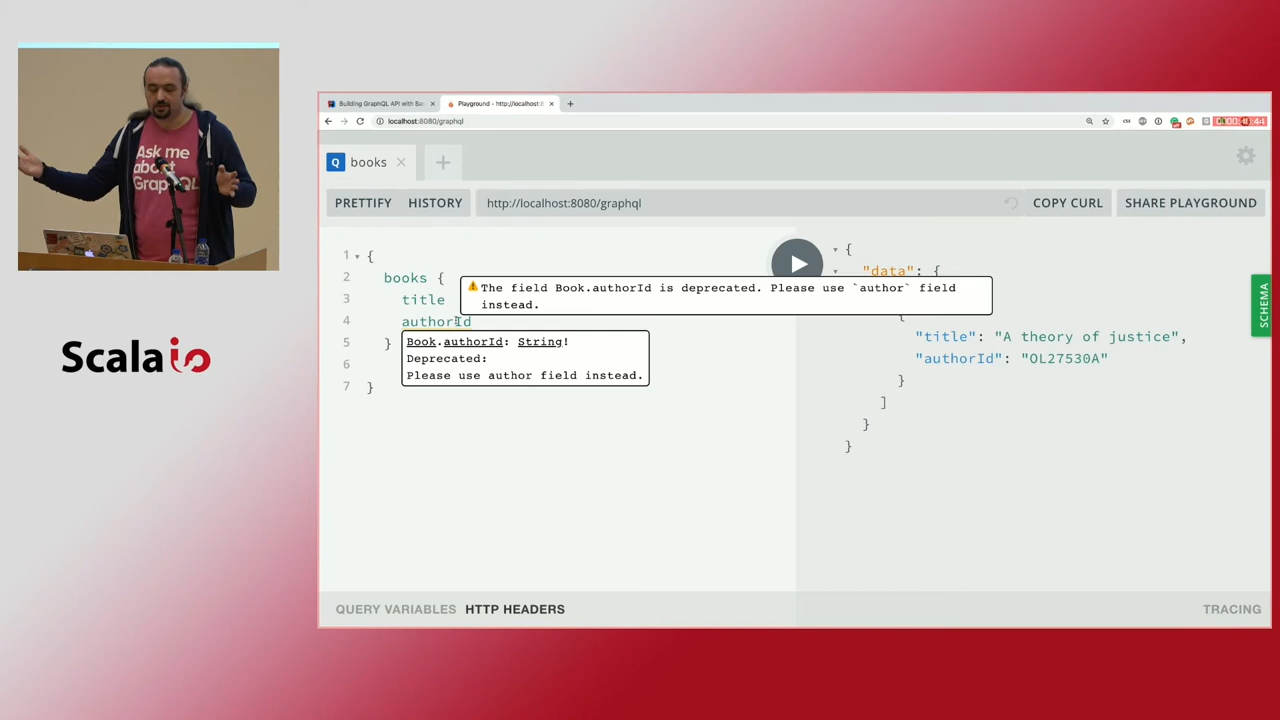 Ask me
about
GraphQL
Scala io
Building GraphQL API with San
Playground - http://localhost:8
localhost:8080/graphql
Q books
PRETTIFY HISTORY http://localhost:8080/graphql COPY CURL SHARE PLAYGROUND
1 {
2 books {
3 title
4 authorId
5 }
6
7 }
The field Book.authorId is deprecated. Please use `author` field
instead.
Book.authorId: String!
Deprecated:
Please use author field instead.
{
"data": {
{
"title": "A theory of justice",
"authorId": "OL27530A"
}
]
}
}
SCHEMA
QUERY VARIABLES HTTP HEADERS
TRACING